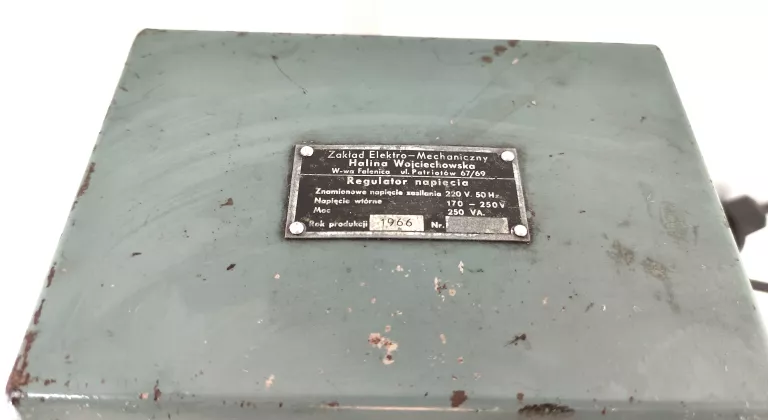 Zakład Elektro-Mechaniczny
Halina Wojciechowska
W-wa Falenica ul. Patriotów 67/69
Regulator napięcia
Znamionowe napięcie zasilania 220 V. 50 Hz.
Napięcie wtórne 170 - 250 V
Moc 250 VA.
Rok produkcji 1966 Nr.